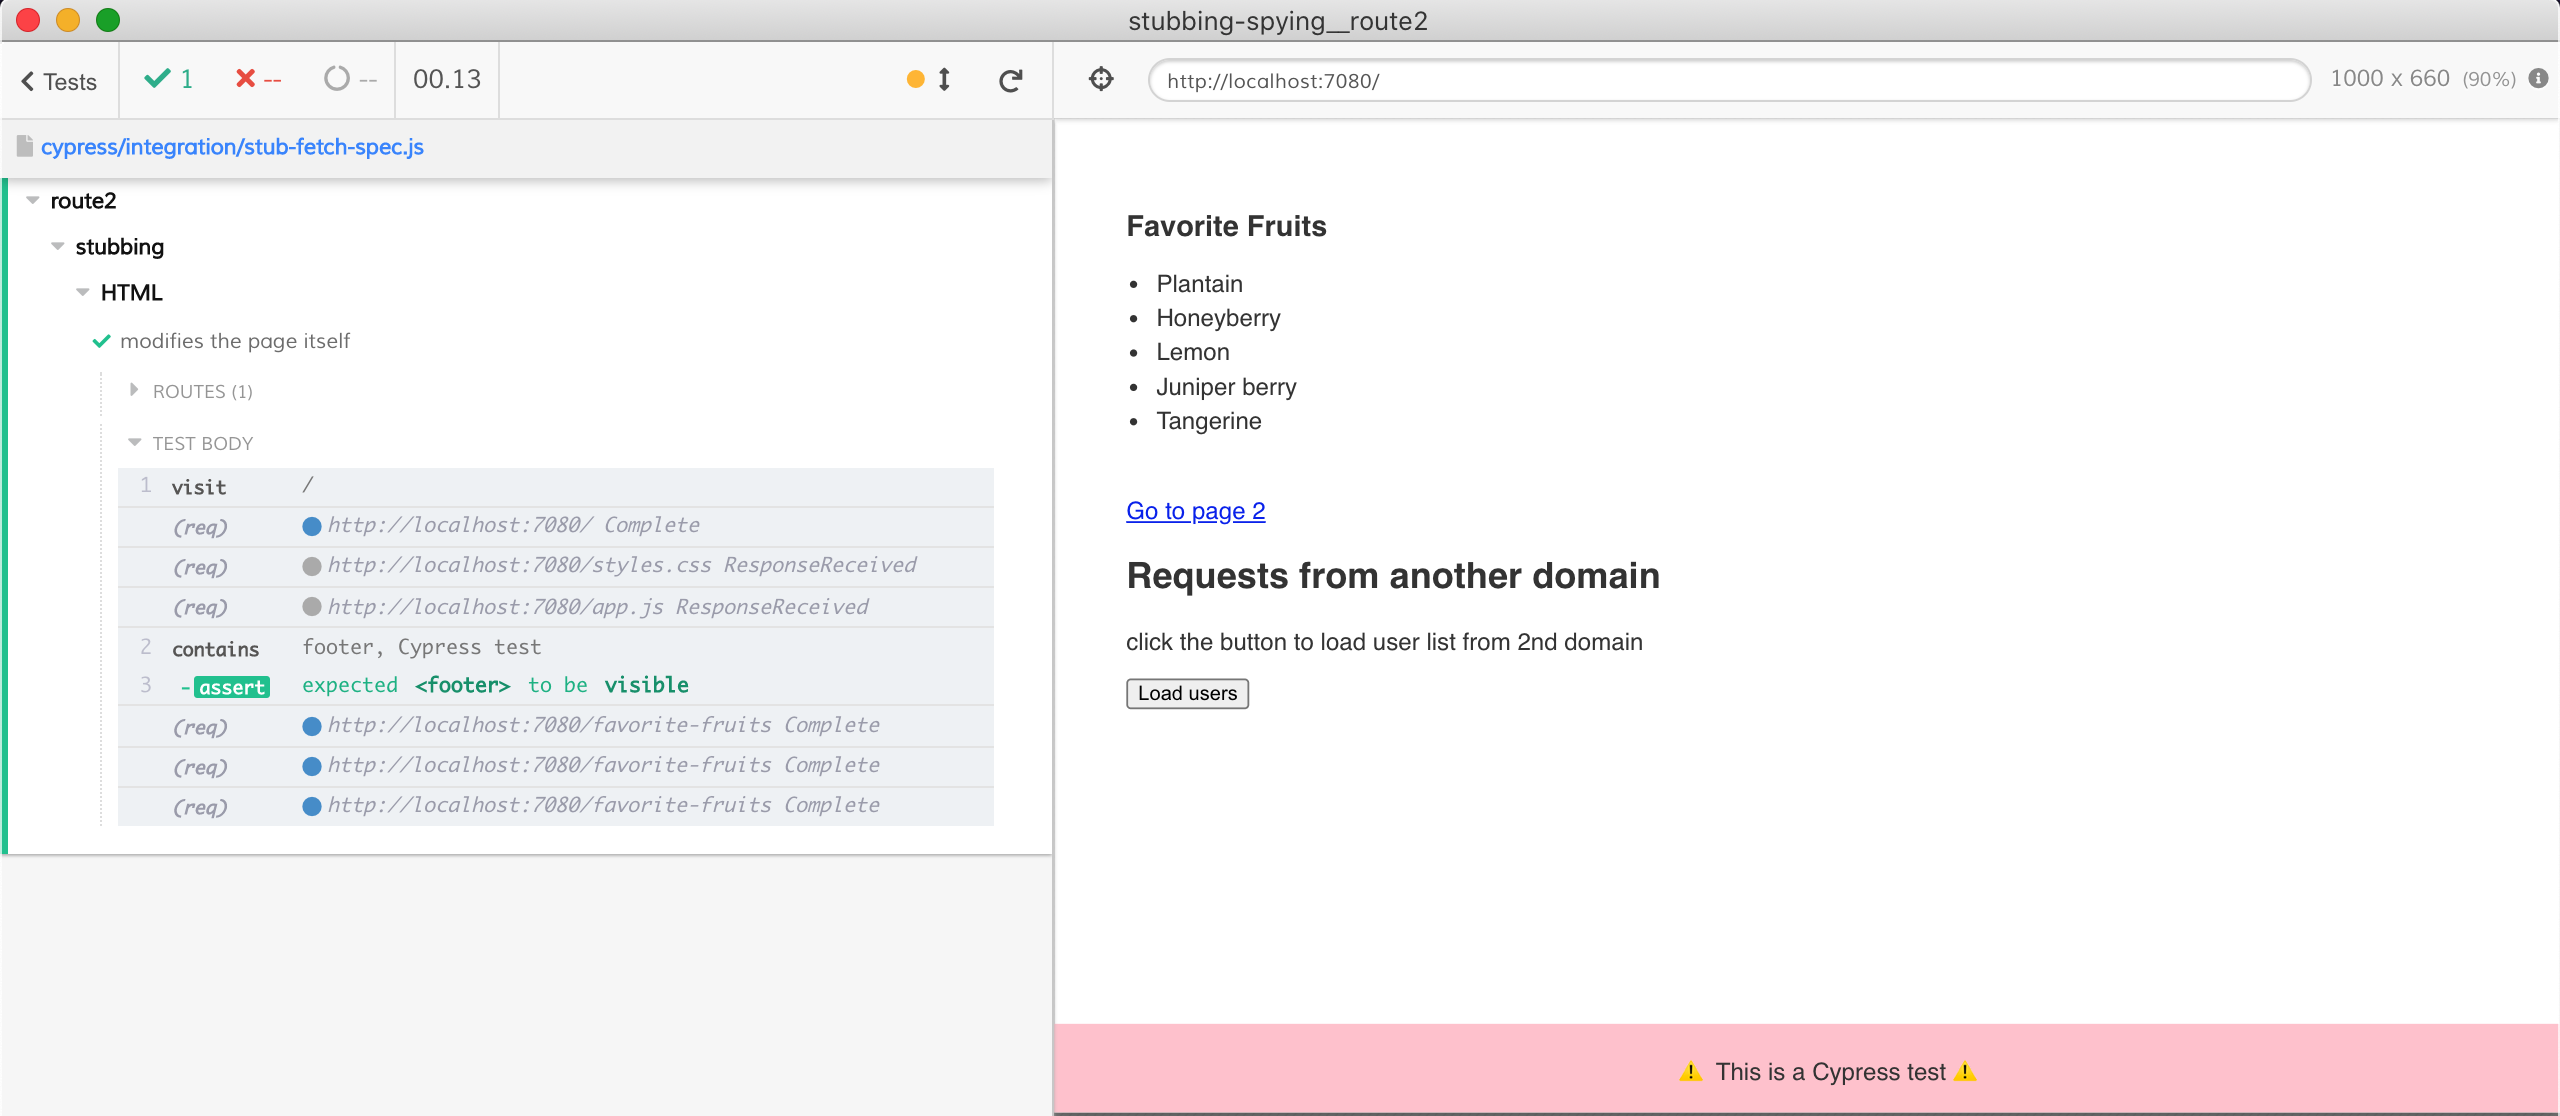 stubbing-spying__route2
Tests 1 -- -- 00.13
http://localhost:7080/ 1000 x 660 (90%)
cypress/integration/stub-fetch-spec.js
route2
stubbing
HTML
modifies the page itself
ROUTES (1)
TEST BODY
1 visit /
(req) http://localhost:7080/ Complete
(req) http://localhost:7080/styles.css ResponseReceived
(req) http://localhost:7080/app.js ResponseReceived
2 contains footer, Cypress test
3 -assert expected <footer> to be visible
(req) http://localhost:7080/favorite-fruits Complete
(req) http://localhost:7080/favorite-fruits Complete
(req) http://localhost:7080/favorite-fruits Complete
Favorite Fruits
• Plantain
• Honeyberry
• Lemon
• Juniper berry
• Tangerine
Go to page 2
Requests from another domain
click the button to load user list from 2nd domain
Load users
⚠️ This is a Cypress test ⚠️